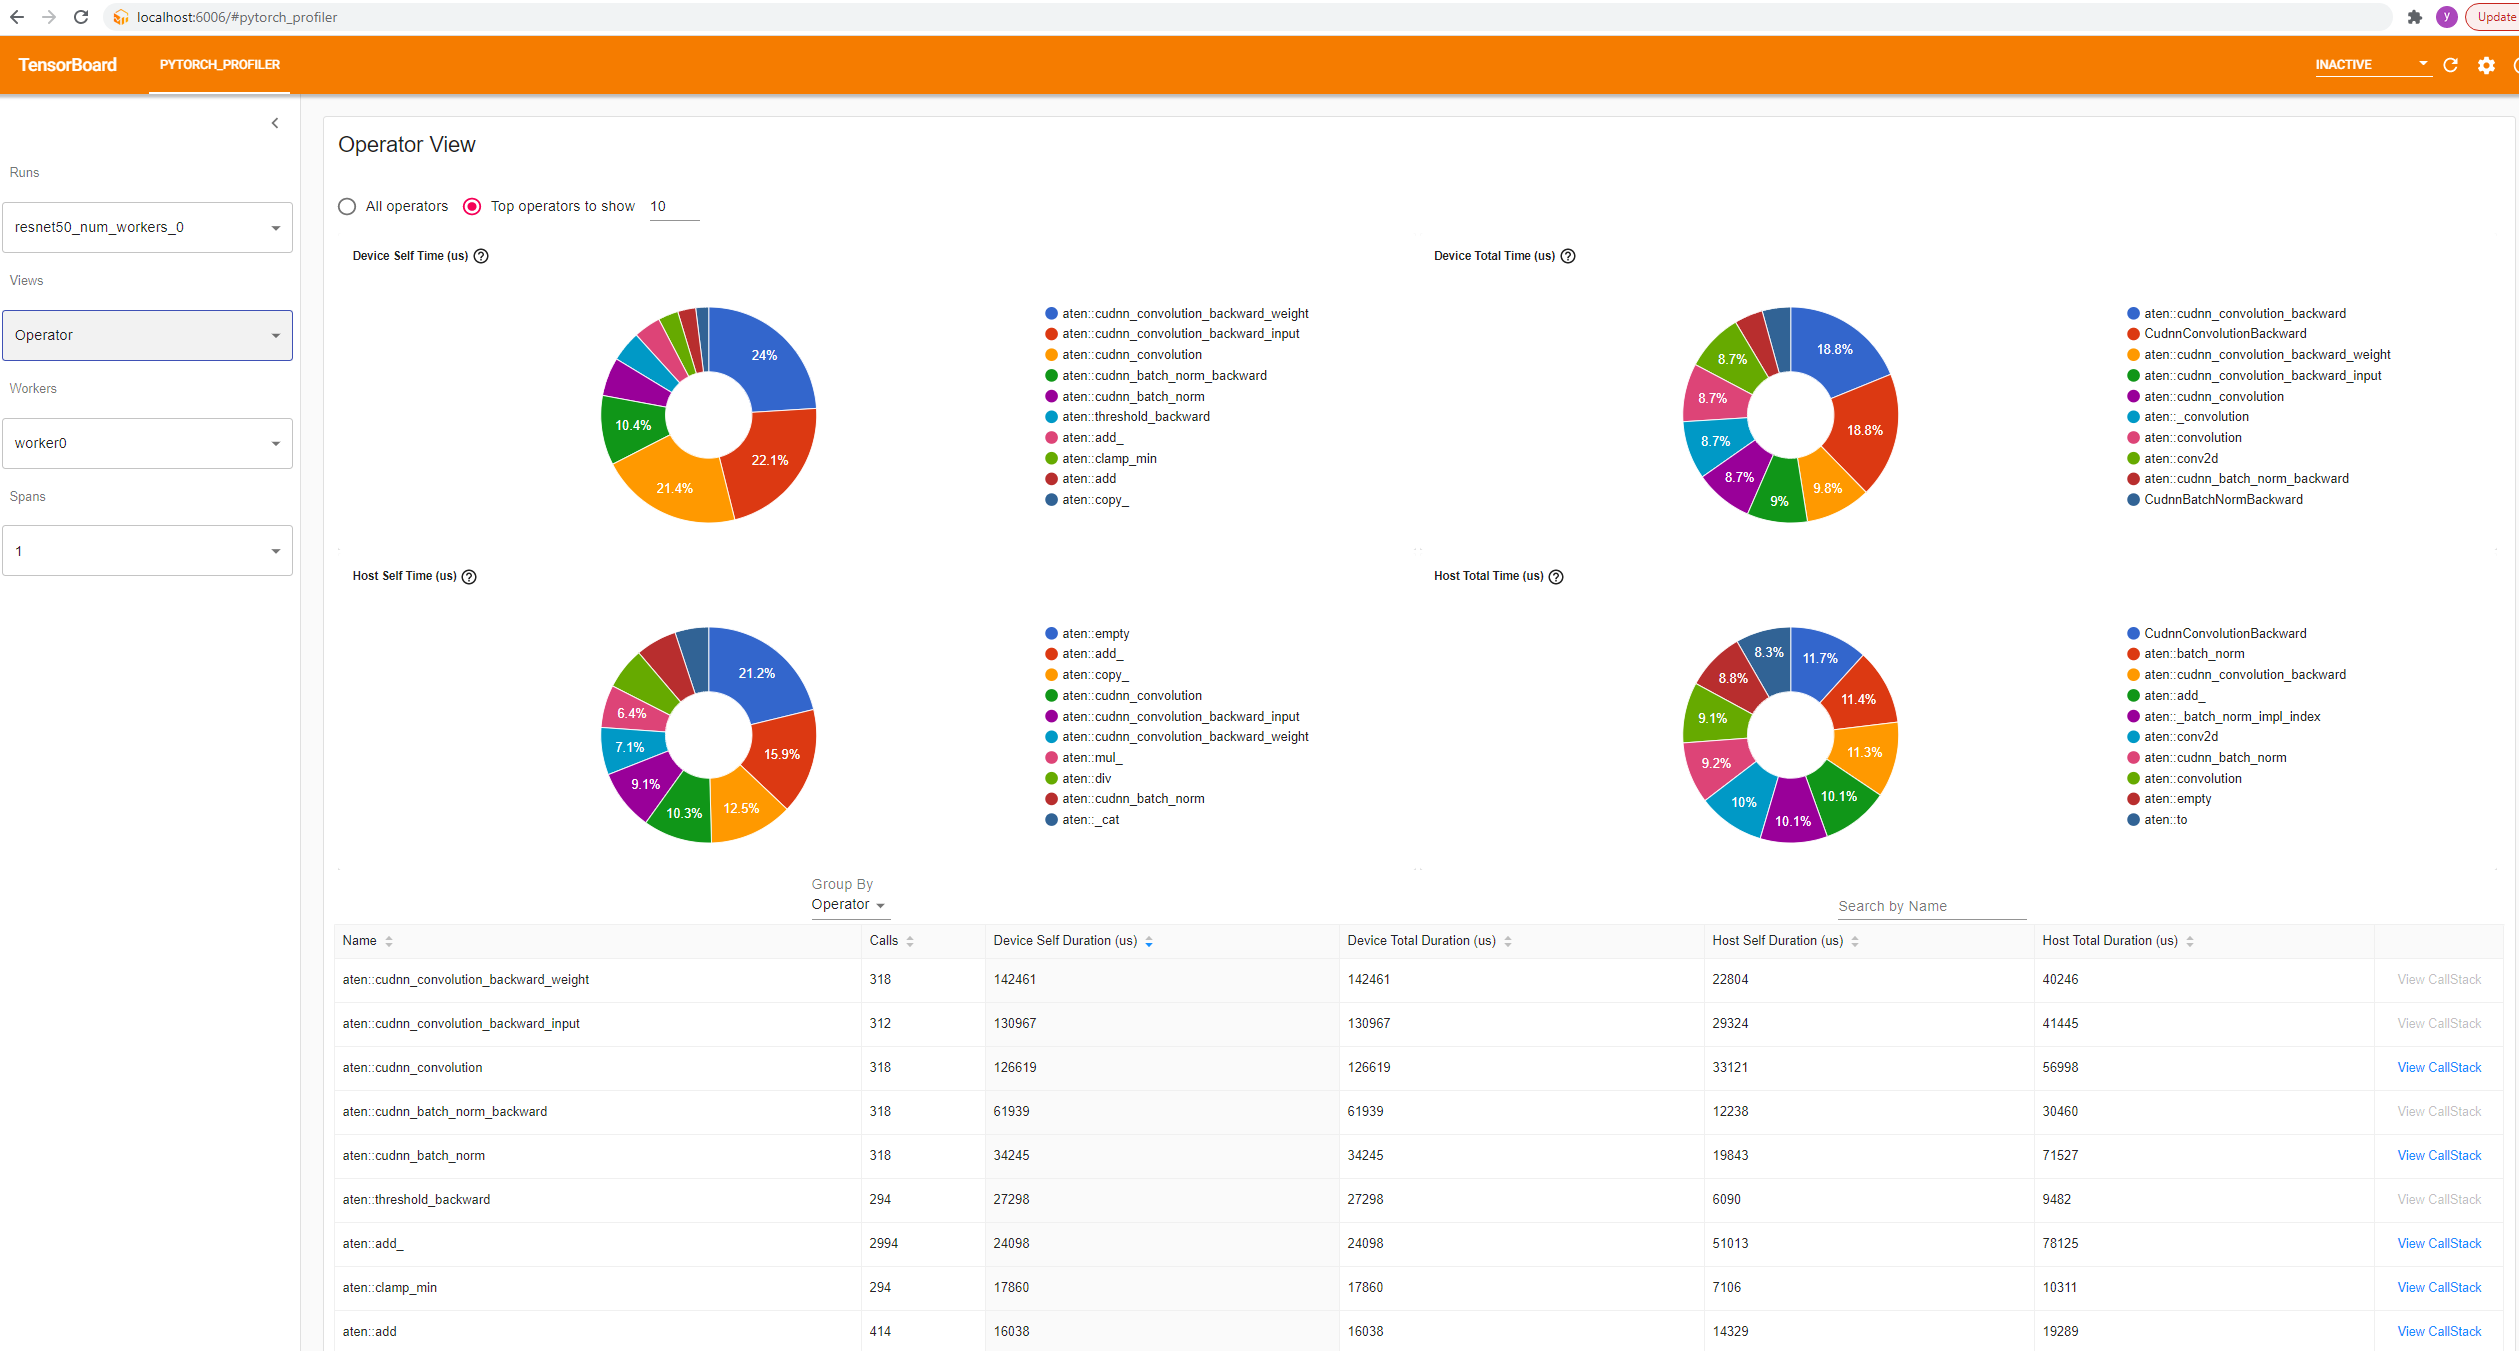 localhost:6006/#pytorch_profiler
y
Update
TensorBoard
PYTORCH_PROFILER
INACTIVE
Runs
resnet50_num_workers_0
Views
Operator
Workers
worker0
Spans
1
Operator View
All operators
Top operators to show
10
Device Self Time (us)
24%
22.1%
21.4%
10.4%
aten::cudnn_convolution_backward_weight
aten::cudnn_convolution_backward_input
aten::cudnn_convolution
aten::cudnn_batch_norm_backward
aten::cudnn_batch_norm
aten::threshold_backward
aten::add_
aten::clamp_min
aten::add
aten::copy_
Device Total Time (us)
18.8%
18.8%
9.8%
9%
8.7%
8.7%
8.7%
8.7%
aten::cudnn_convolution_backward
CudnnConvolutionBackward
aten::cudnn_convolution_backward_weight
aten::cudnn_convolution_backward_input
aten::cudnn_convolution
aten::_convolution
aten::convolution
aten::conv2d
aten::cudnn_batch_norm_backward
CudnnBatchNormBackward
Host Self Time (us)
21.2%
15.9%
12.5%
10.3%
9.1%
7.1%
6.4%
aten::empty
aten::add_
aten::copy_
aten::cudnn_convolution
aten::cudnn_convolution_backward_input
aten::cudnn_convolution_backward_weight
aten::mul_
aten::div
aten::cudnn_batch_norm
aten::_cat
Host Total Time (us)
11.7%
11.4%
11.3%
10.1%
10.1%
10%
9.2%
9.1%
8.8%
8.3%
CudnnConvolutionBackward
aten::batch_norm
aten::cudnn_convolution_backward
aten::add_
aten::_batch_norm_impl_index
aten::conv2d
aten::cudnn_batch_norm
aten::convolution
aten::empty
aten::to
Group By
Operator
Search by Name
Name Calls Device Self Duration (us) Device Total Duration (us) Host Self Duration (us) Host Total Duration (us)
aten::cudnn_convolution_backward_weight 318 142461 142461 22804 40246 View CallStack
aten::cudnn_convolution_backward_input 312 130967 130967 29324 41445 View CallStack
aten::cudnn_convolution 318 126619 126619 33121 56998 View CallStack
aten::cudnn_batch_norm_backward 318 61939 61939 12238 30460 View CallStack
aten::cudnn_batch_norm 318 34245 34245 19843 71527 View CallStack
aten::threshold_backward 294 27298 27298 6090 9482 View CallStack
aten::add_ 2994 24098 24098 51013 78125 View CallStack
aten::clamp_min 294 17860 17860 7106 10311 View CallStack
aten::add 414 16038 16038 14329 19289 View CallStack